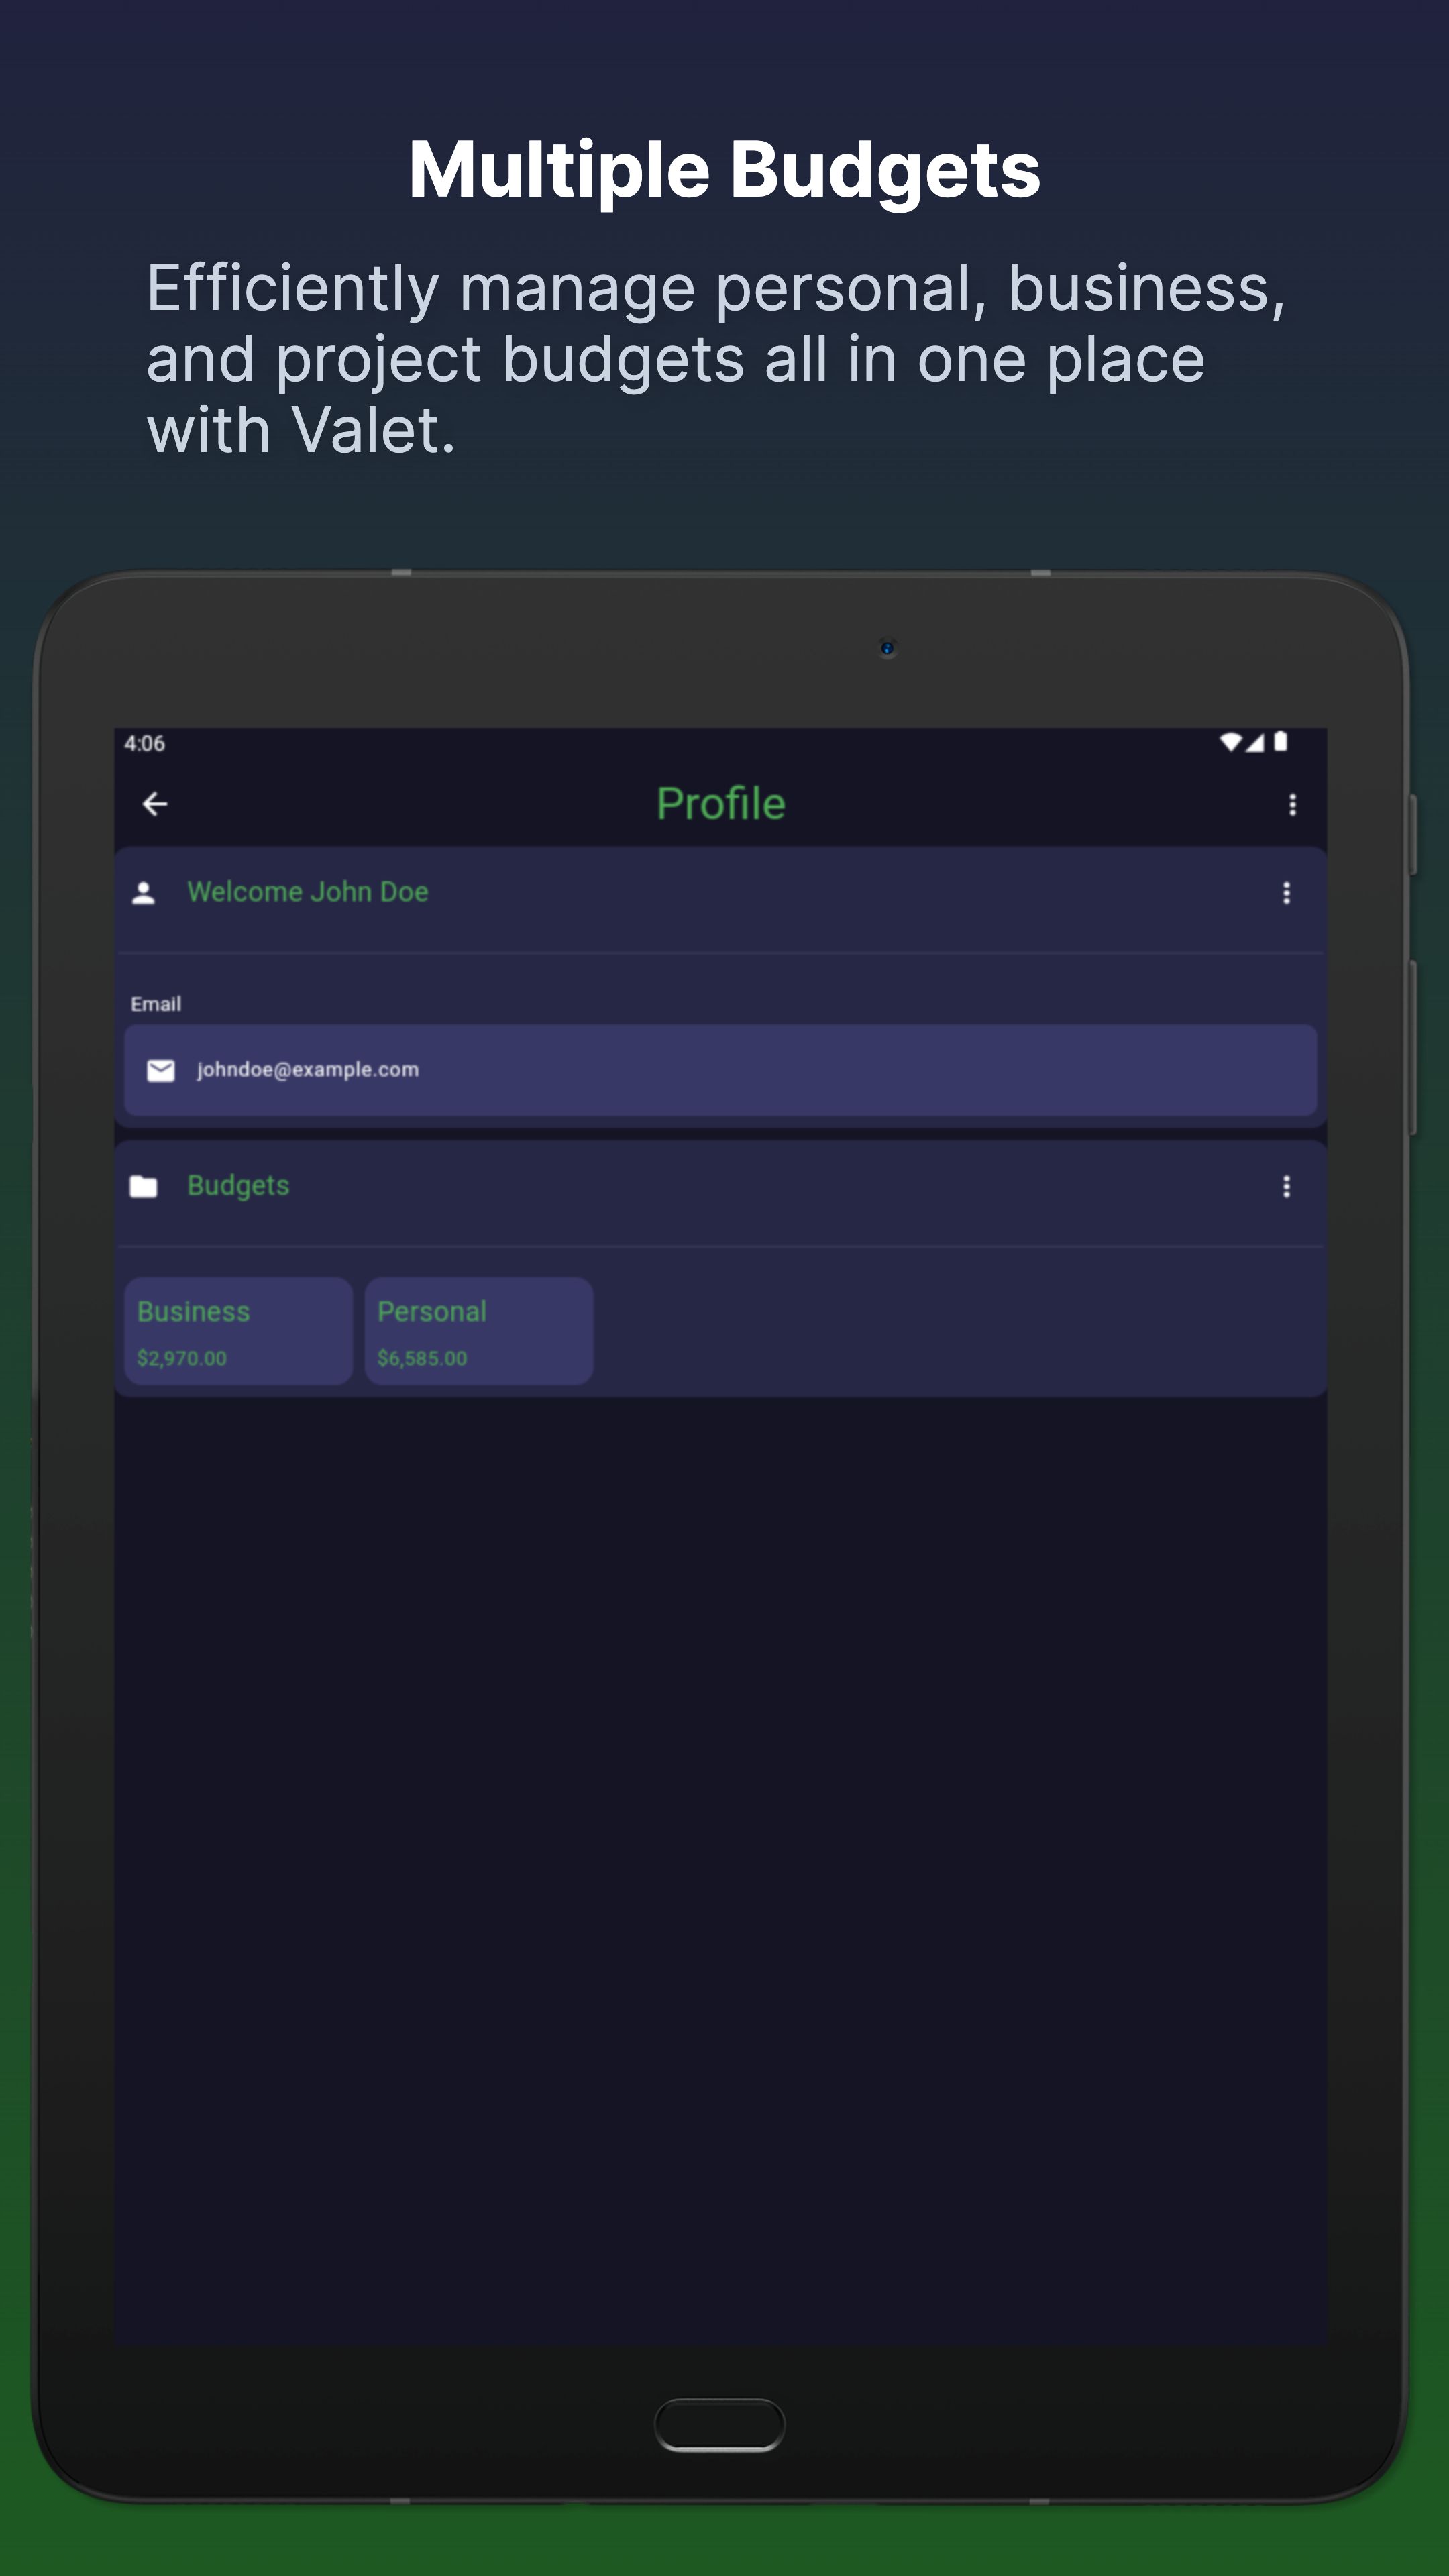 Multiple Budgets
Efficiently manage personal, business,
and project budgets all in one place
with Valet.
4:06
Profile
Welcome John Doe
Email
johndoe@example.com
Budgets
Business
$2,970.00
Personal
$6,585.00